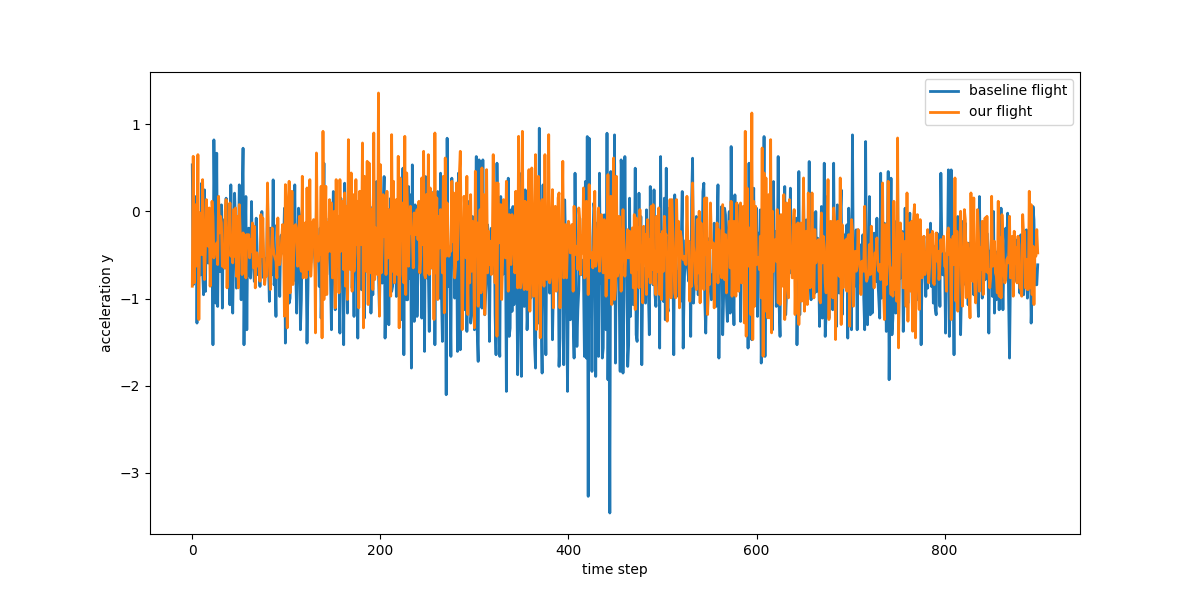 baseline flight
our flight
1
0
−1
−2
−3
acceleration y
0
200
400
600
800
time step